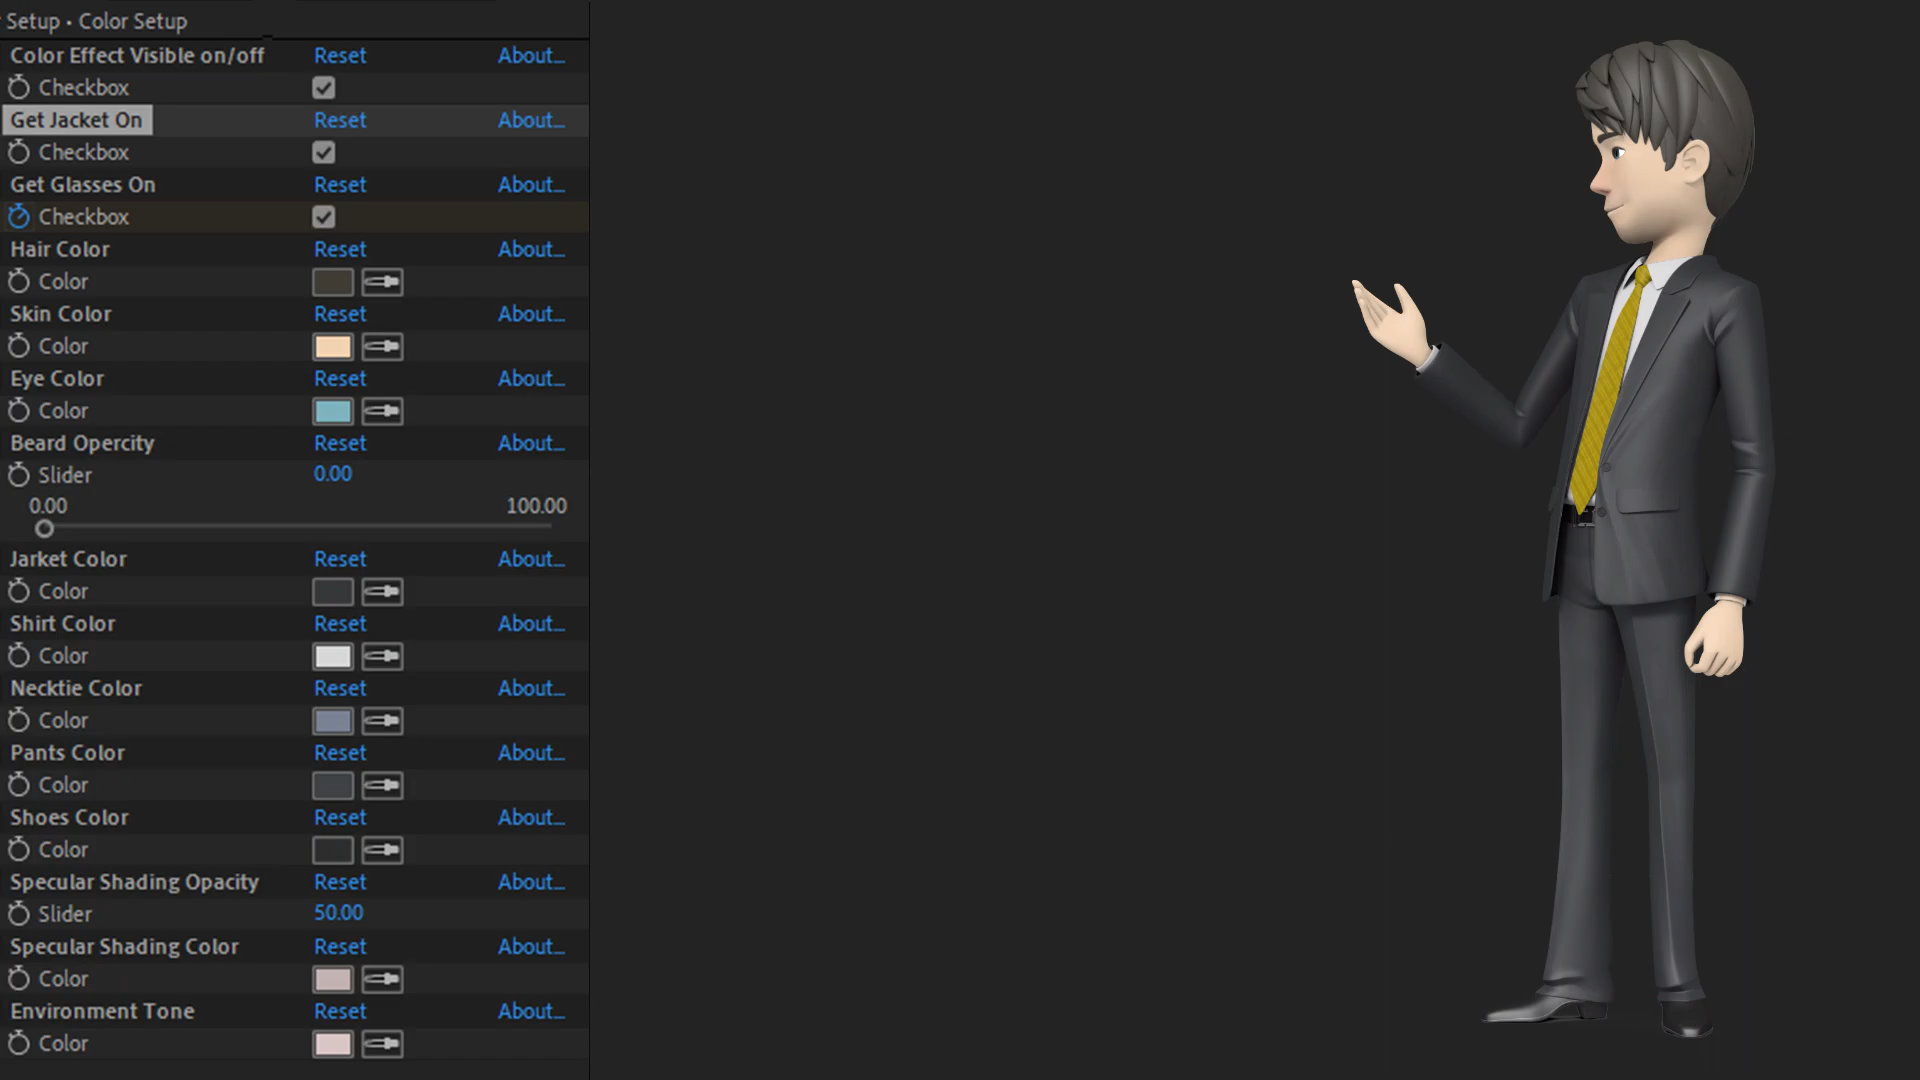 Setup • Color Setup
Color Effect Visible on/off Reset About...
Checkbox
Get Jacket On Reset About...
Checkbox
Get Glasses On Reset About...
Checkbox
Hair Color Reset About...
Color
Skin Color Reset About...
Color
Eye Color Reset About...
Color
Beard Opercity Reset About...
Slider 0.00
0.00 100.00
Jarket Color Reset About...
Color
Shirt Color Reset About...
Color
Necktie Color Reset About...
Color
Pants Color Reset About...
Color
Shoes Color Reset About...
Color
Specular Shading Opacity Reset About...
Slider 50.00
Specular Shading Color Reset About...
Color
Environment Tone Reset About...
Color